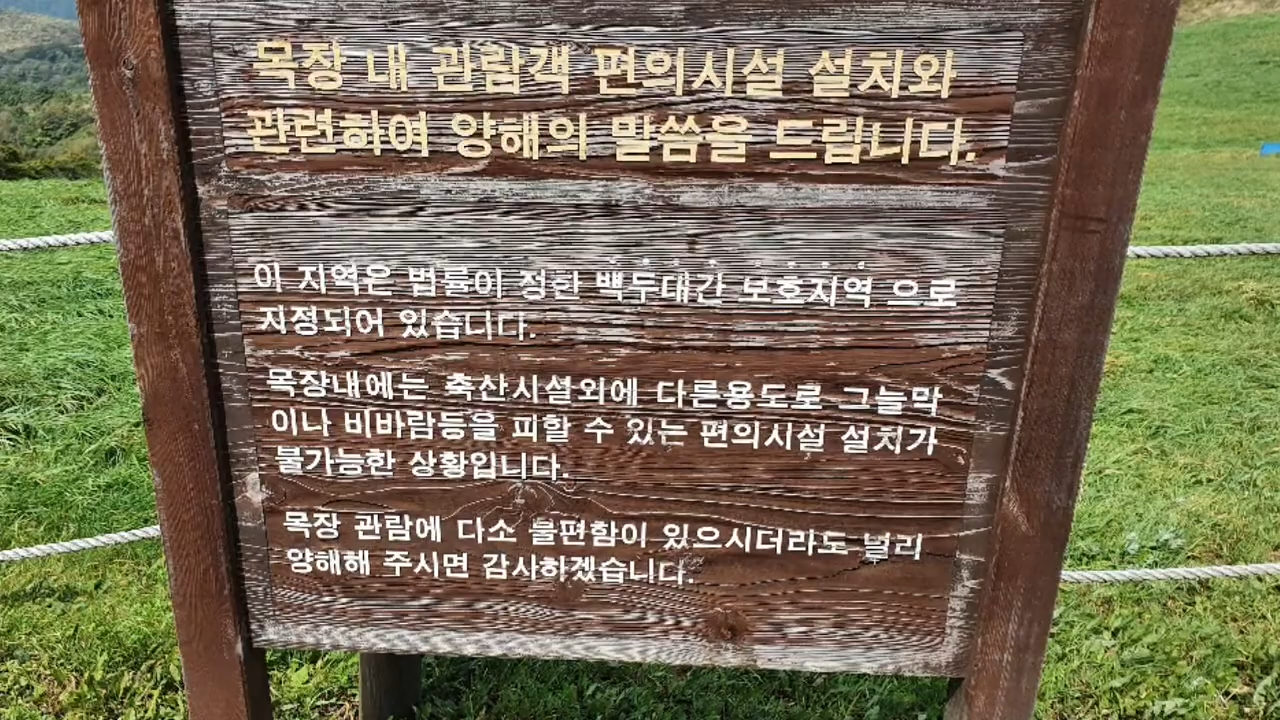 목장 내 관람객 편의시설 설치와
관련하여 양해의 말씀을 드립니다.
이 지역은 법률이 정한 백두대간 보호지역 으로
지정되어 있습니다.
목장내에는 축산시설외에 다른용도로 그늘막
이나 비바람등을 피할 수 있는 편의시설 설치가
불가능한 상황입니다.
목장 관람에 다소 불편함이 있으시더라도 널리
양해해 주시면 감사하겠습니다.